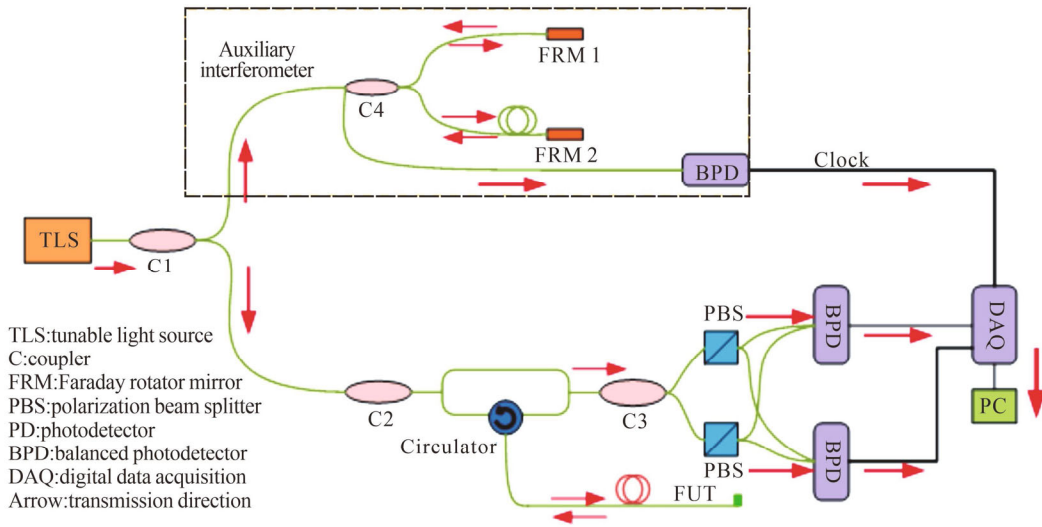 Auxiliary
interferometer
C4
FRM 1
FRM 2
BPD
Clock
TLS
C1
TLS:tunable light source
C:coupler
FRM:Faraday rotator mirror
PBS:polarization beam splitter
PD:photodetector
BPD:balanced photodetector
DAQ:digital data acquisition
Arrow:transmission direction
C2
Circulator
C3
PBS
PBS
BPD
BPD
DAQ
PC
FUT